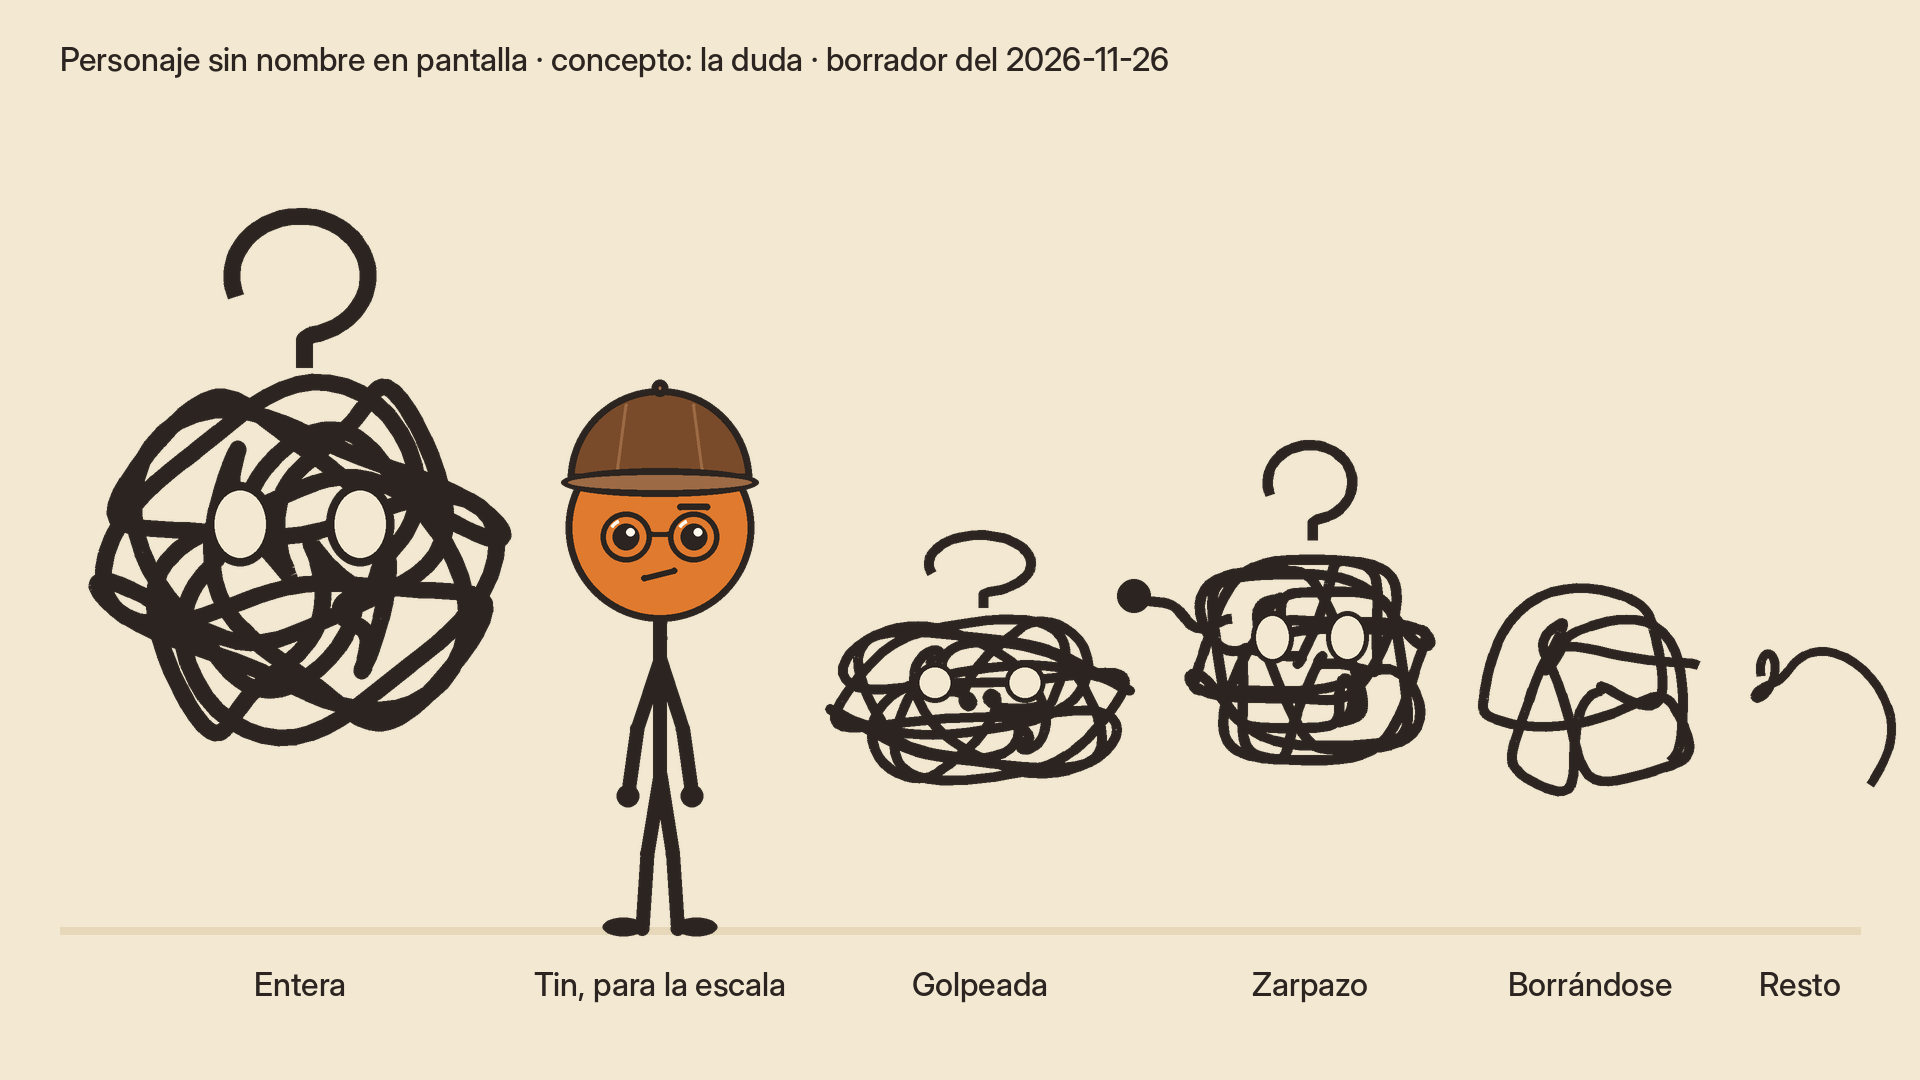 Personaje sin nombre en pantalla · concepto: la duda · borrador del 2026-11-26
?
?
?
Entera
Tin, para la escala
Golpeada
Zarpazo
Borrándose
Resto